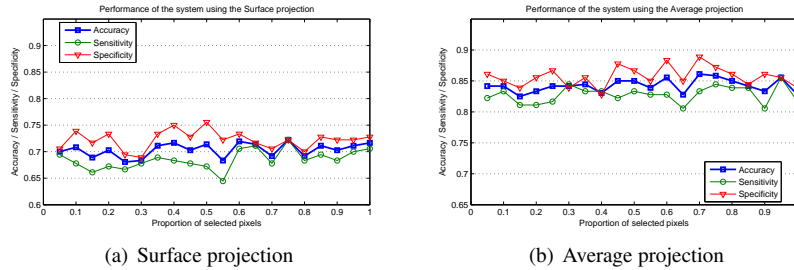 Performance of the system using the Surface projection
Accuracy / Sensitivity / Specificity
0.9
0.85
0.8
0.75
0.7
0.65
0.6
Accuracy
Sensitivity
Specificity
0 0.1 0.2 0.3 0.4 0.5 0.6 0.7 0.8 0.9 1
Proportion of selected pixels
(a) Surface projection
Performance of the system using the Average projection
Accuracy / Sensitivity / Specificity
0.9
0.85
0.8
0.75
0.7
0.65
Accuracy
Sensitivity
Specificity
0 0.1 0.2 0.3 0.4 0.5 0.6 0.7 0.8 0.9
Proportion of selected pixels
(b) Average projection